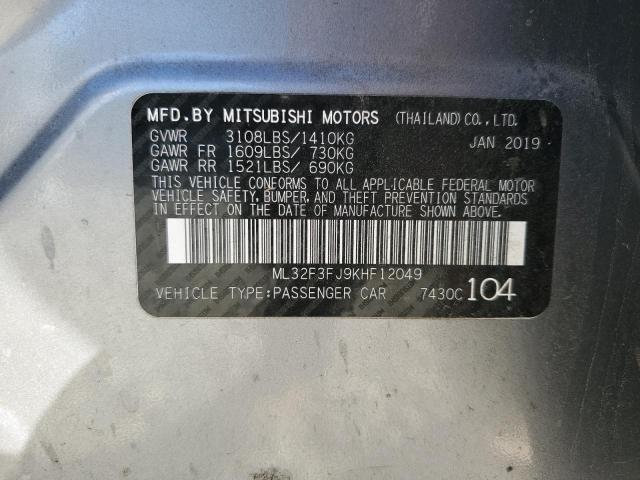 MFD.BY MITSUBISHI MOTORS (THAILAND) CO., LTD.
GVWR 3108LBS/1410KG JAN 2019
GAWR FR 1609LBS/ 730KG
GAWR RR 1521LBS/ 690KG
THIS VEHICLE CONFORMS TO ALL APPLICABLE FEDERAL MOTOR
VEHICLE SAFETY, BUMPER, AND THEFT PREVENTION STANDARDS
IN EFFECT ON THE DATE OF MANUFACTURE SHOWN ABOVE.
ML32F3FJ9KHF12049
VEHICLE TYPE:PASSENGER CAR 7430C 104